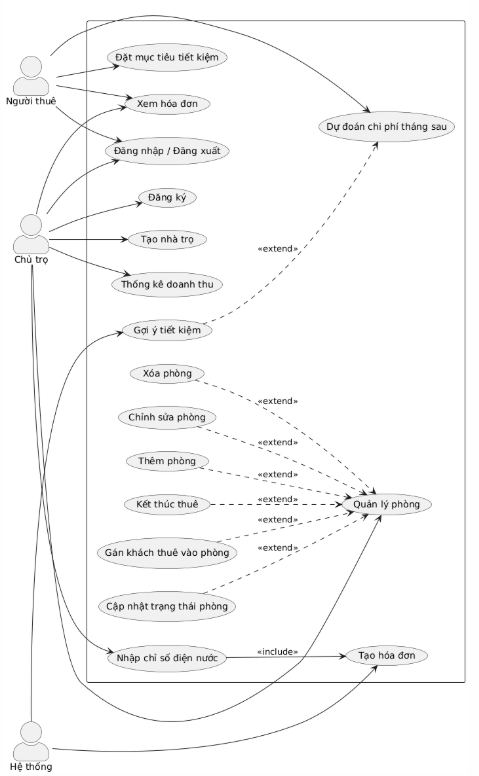 Đặt mục tiêu tiết kiệm
Người thuê
Xem hóa đơn
Dự đoán chi phí tháng sau
Đăng nhập / Đăng xuất
Đăng ký
Tạo nhà trọ
Chủ trọ
Thống kê doanh thu
«extend»
Gợi ý tiết kiệm
Xóa phòng
«extend»
Chỉnh sửa phòng
«extend»
Thêm phòng
«extend»
Kết thúc thuê
«extend»
Quản lý phòng
«extend»
Gán khách thuê vào phòng
«extend»
Cập nhật trạng thái phòng
Nhập chỉ số điện nước
«include»
Tạo hóa đơn
Hệ thống